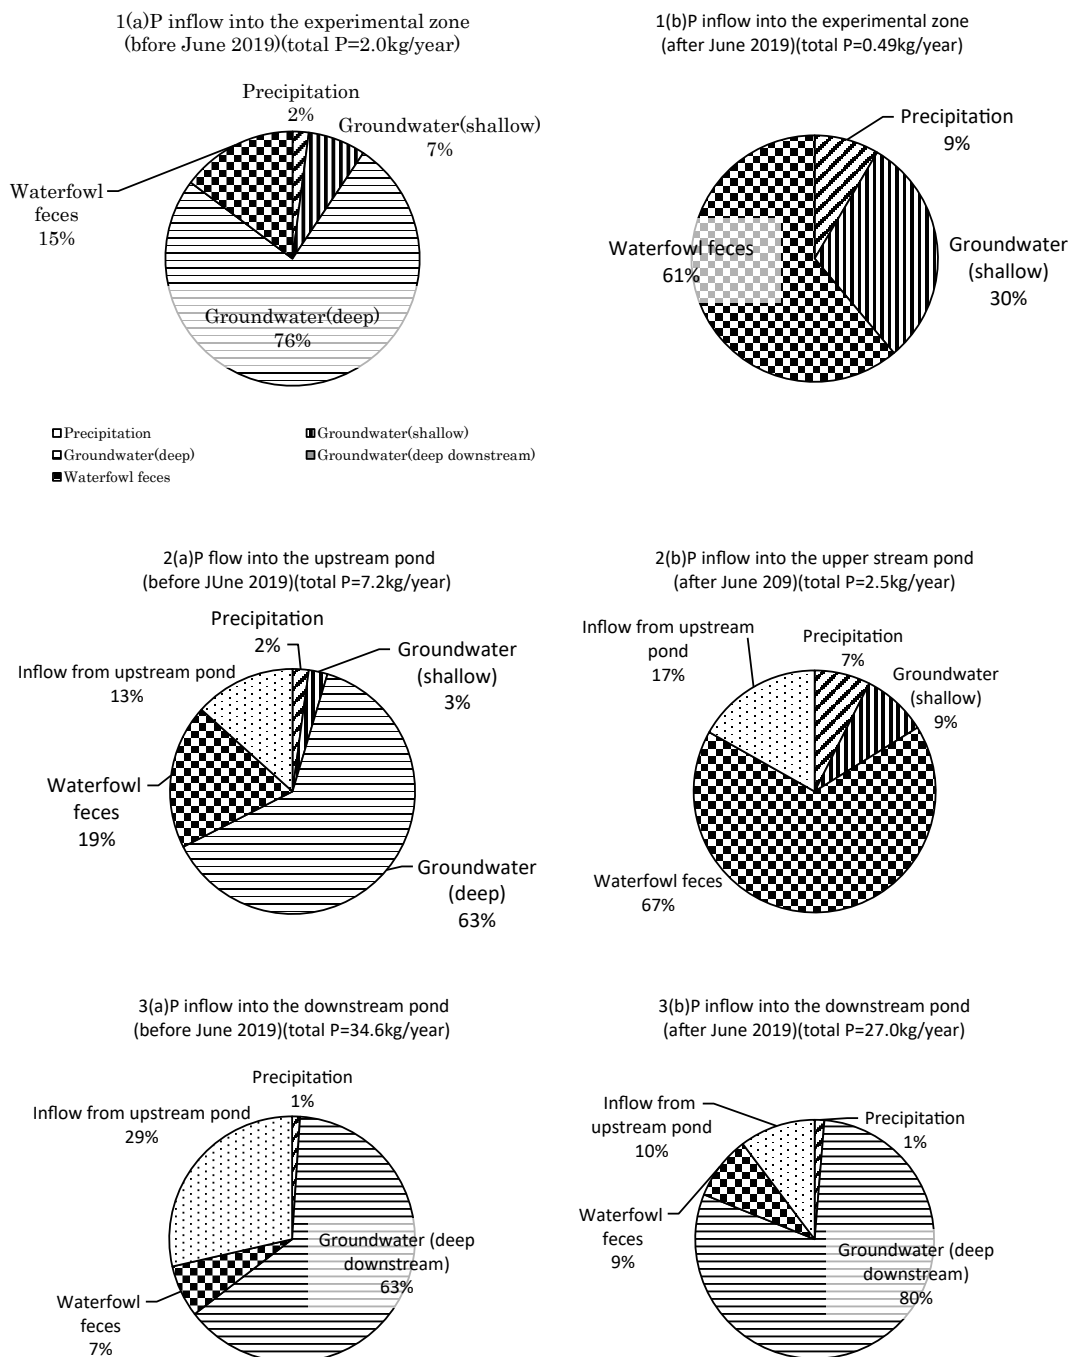 1(a)P inflow into the experimental zone
(bfore June 2019)(total P=2.0kg/year)
Precipitation
2%
Groundwater(shallow)
7%
Waterfowl
feces
15%
Groundwater(deep)
76%
Precipitation
Groundwater(shallow)
Groundwater(deep)
Groundwater(deep downstream)
Waterfowl feces
1(b)P inflow into the experimental zone
(after June 2019)(total P=0.49kg/year)
Precipitation
9%
Groundwater
(shallow)
30%
Waterfowl feces
61%
2(a)P flow into the upstream pond
(before JUne 2019)(total P=7.2kg/year)
Precipitation
2%
Groundwater
(shallow)
3%
Inflow from upstream pond
13%
Waterfowl
feces
19%
Groundwater
(deep)
63%
2(b)P inflow into the upper stream pond
(after June 209)(total P=2.5kg/year)
Inflow from upstream
pond
17%
Precipitation
7%
Groundwater
(shallow)
9%
Waterfowl feces
67%
3(a)P inflow into the downstream pond
(before June 2019)(total P=34.6kg/year)
Precipitation
1%
Inflow from upstream pond
29%
Groundwater (deep
downstream)
63%
Waterfowl
feces
7%
3(b)P inflow into the downstream pond
(after June 2019)(total P=27.0kg/year)
Inflow from
upstream pond
10%
Precipitation
1%
Waterfowl
feces
9%
Groundwater (deep
downstream)
80%